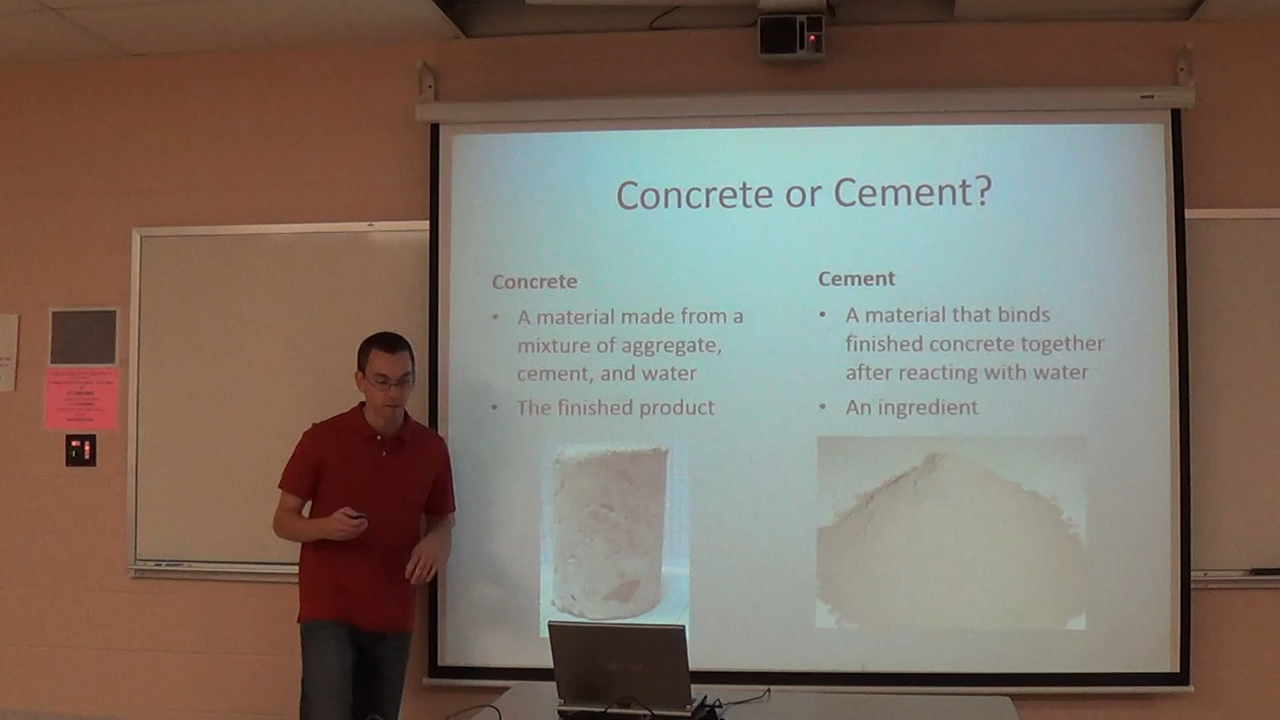 Concrete or Cement?
Concrete
• A material made from a
mixture of aggregate,
cement, and water
• The finished product
Cement
• A material that binds
finished concrete together
after reacting with water
• An ingredient